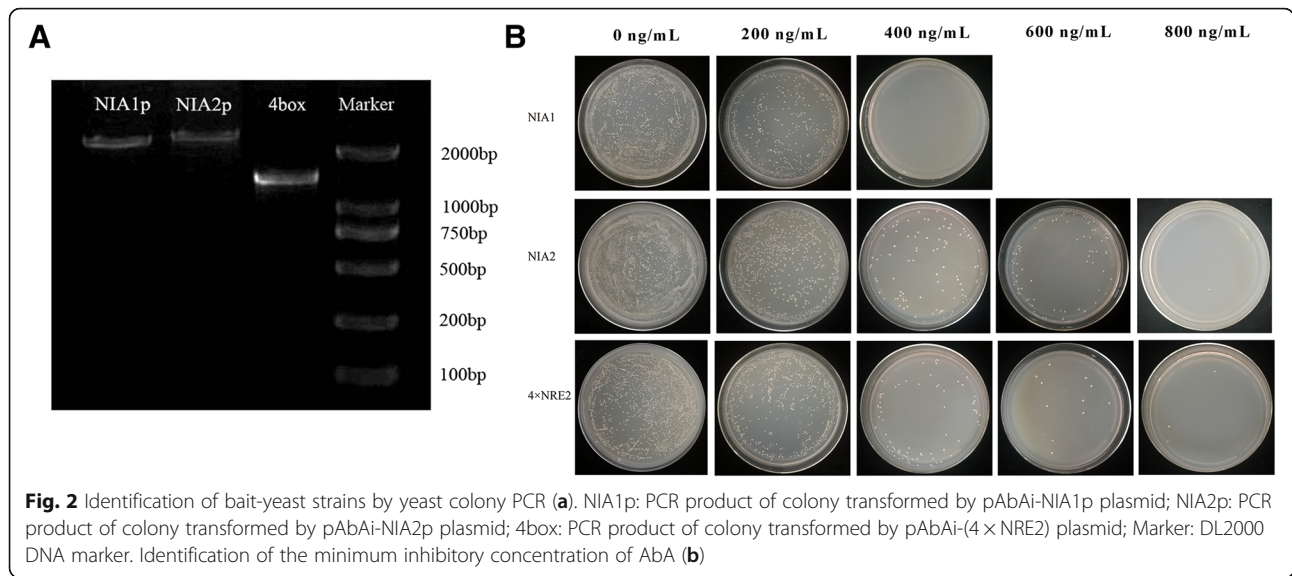 A
NIA1p NIA2p 4box Marker
2000bp
1000bp
750bp
500bp
200bp
100bp
B
0 ng/mL 200 ng/mL 400 ng/mL 600 ng/mL 800 ng/mL
NIA1
NIA2
4×NRE2
Fig. 2 Identification of bait-yeast strains by yeast colony PCR (a). NIA1p: PCR product of colony transformed by pAbAi-NIA1p plasmid; NIA2p: PCR
product of colony transformed by pAbAi-NIA2p plasmid; 4box: PCR product of colony transformed by pAbAi-(4 × NRE2) plasmid; Marker: DL2000
DNA marker. Identification of the minimum inhibitory concentration of AbA (b)